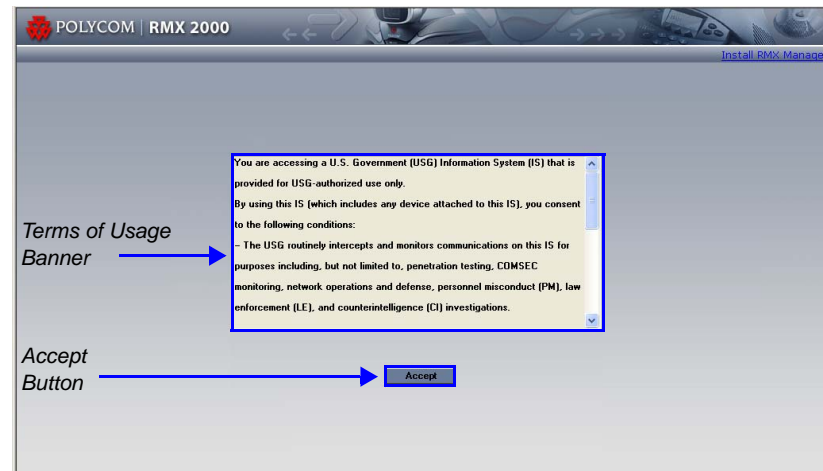 POLYCOM | RMX 2000
Install RMX Manage
You are accessing a U.S. Government (USG) Information System (IS) that is
provided for USG-authorized use only.
By using this IS (which includes any device attached to this IS), you consent
to the following conditions:
– The USG routinely intercepts and monitors communications on this IS for
purposes including, but not limited to, penetration testing, COMSEC
monitoring, network operations and defense, personnel misconduct (PM), law
enforcement (LE), and counterintelligence (CI) investigations.
Terms of Usage
Banner
Accept
Button
Accept